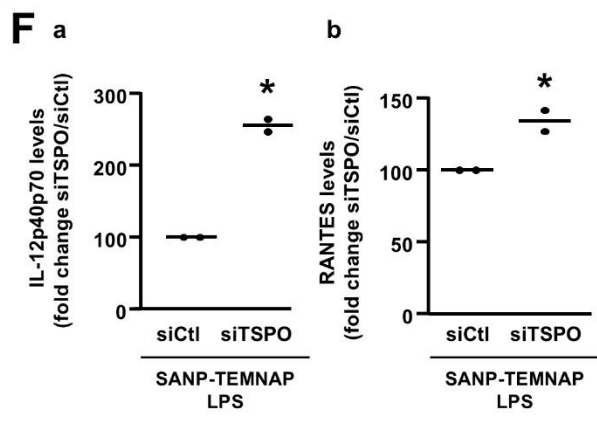 F a
IL-12p40p70 levels
(fold change siTSPO/siCtl)
300
200
100
0
*
siCtl siTSPO
SANP-TEMNAP
LPS
b
RANTES levels
(fold change siTSPO/siCtl)
150
100
50
0
*
siCtl siTSPO
SANP-TEMNAP
LPS